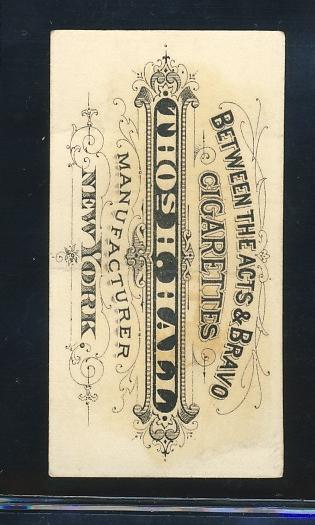 BETWEEN THE ACTS & BRAVO
CIGARETTES
THOS H HALL
MANUFACTURER
NEW YORK.